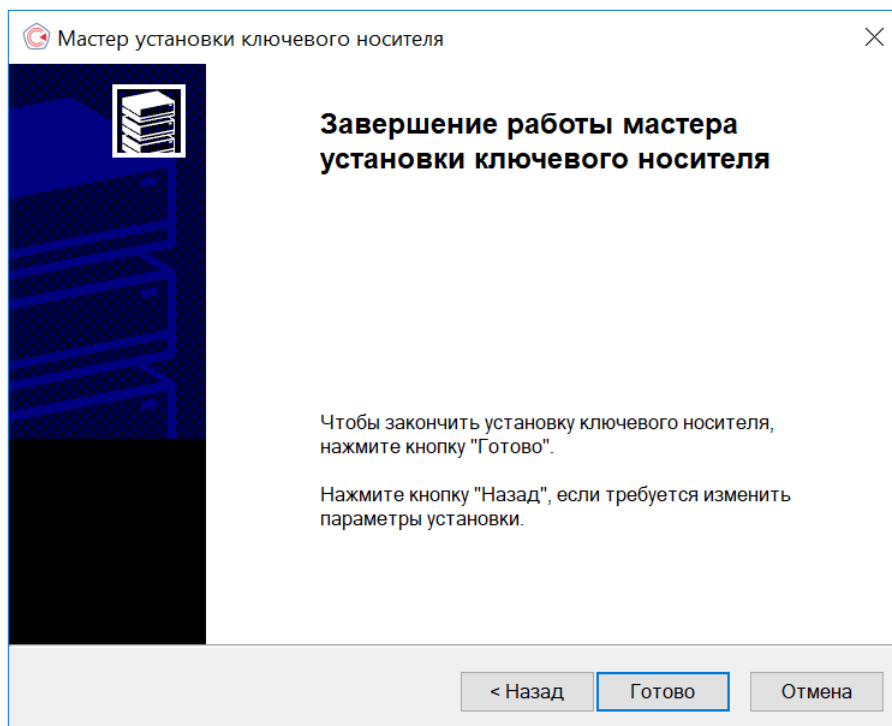 Мастер установки ключевого носителя
Завершение работы мастера
установки ключевого носителя
Чтобы закончить установку ключевого носителя,
нажмите кнопку "Готово".
Нажмите кнопку "Назад", если требуется изменить
параметры установки.
< Назад
Готово
Отмена